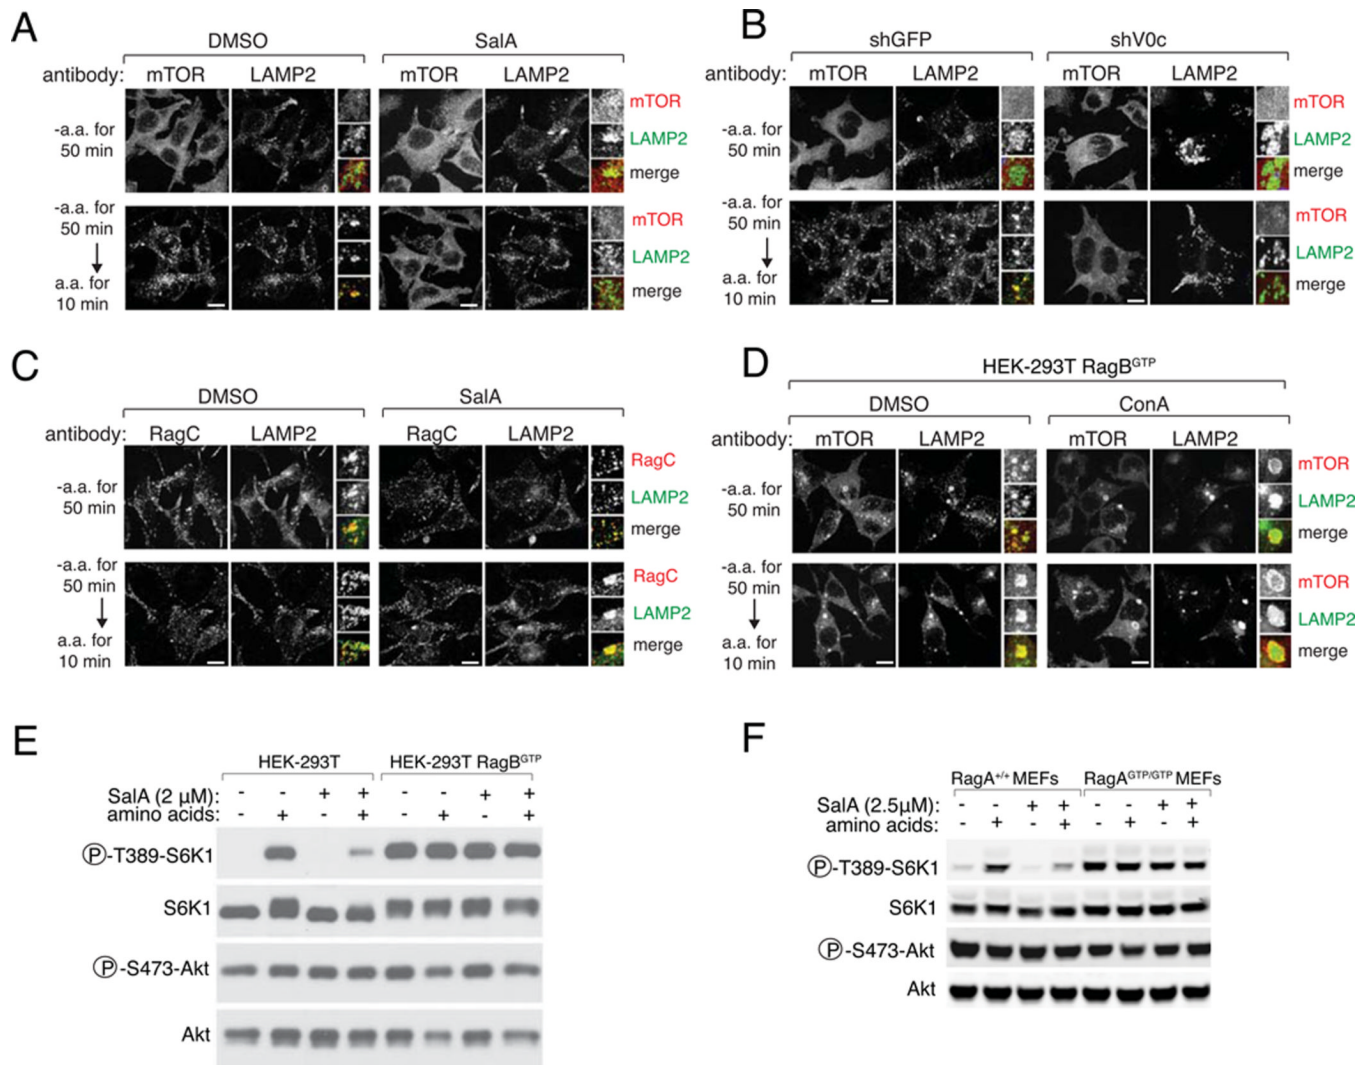 A
DMSO SalA
antibody: mTOR LAMP2 mTOR LAMP2
-a.a. for
50 min
mTOR
LAMP2
merge
-a.a. for
50 min
a.a. for
10 min
mTOR
LAMP2
merge
B
shGFP shV0c
antibody: mTOR LAMP2 mTOR LAMP2
-a.a. for
50 min
mTOR
LAMP2
merge
-a.a. for
50 min
a.a. for
10 min
mTOR
LAMP2
merge
C
DMSO SalA
antibody: RagC LAMP2 RagC LAMP2
-a.a. for
50 min
RagC
LAMP2
merge
-a.a. for
50 min
a.a. for
10 min
RagC
LAMP2
merge
D
HEK-293T RagB^GTP
DMSO ConA
antibody: mTOR LAMP2 mTOR LAMP2
-a.a. for
50 min
mTOR
LAMP2
merge
-a.a. for
50 min
a.a. for
10 min
mTOR
LAMP2
merge
E
HEK-293T HEK-293T RagB^GTP
SalA (2 µM): - - + + - - + +
amino acids: - + - + - + - +
Ⓟ-T389-S6K1
S6K1
Ⓟ-S473-Akt
Akt
F
RagA^+/+ MEFs RagA^GTP/GTP MEFs
SalA (2.5µM): - - + + - - + +
amino acids: - + - + - + - +
Ⓟ-T389-S6K1
S6K1
Ⓟ-S473-Akt
Akt